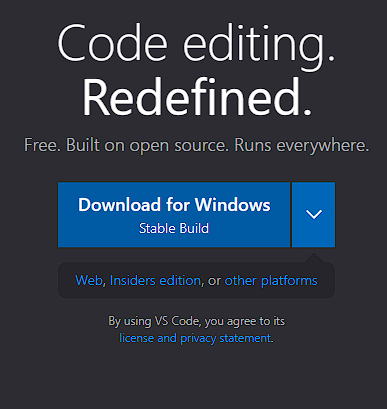 Code editing.
Redefined.
Free. Built on open source. Runs everywhere.
Download for Windows
Stable Build
Web, Insiders edition, or other platforms
By using VS Code, you agree to its
license and privacy statement.